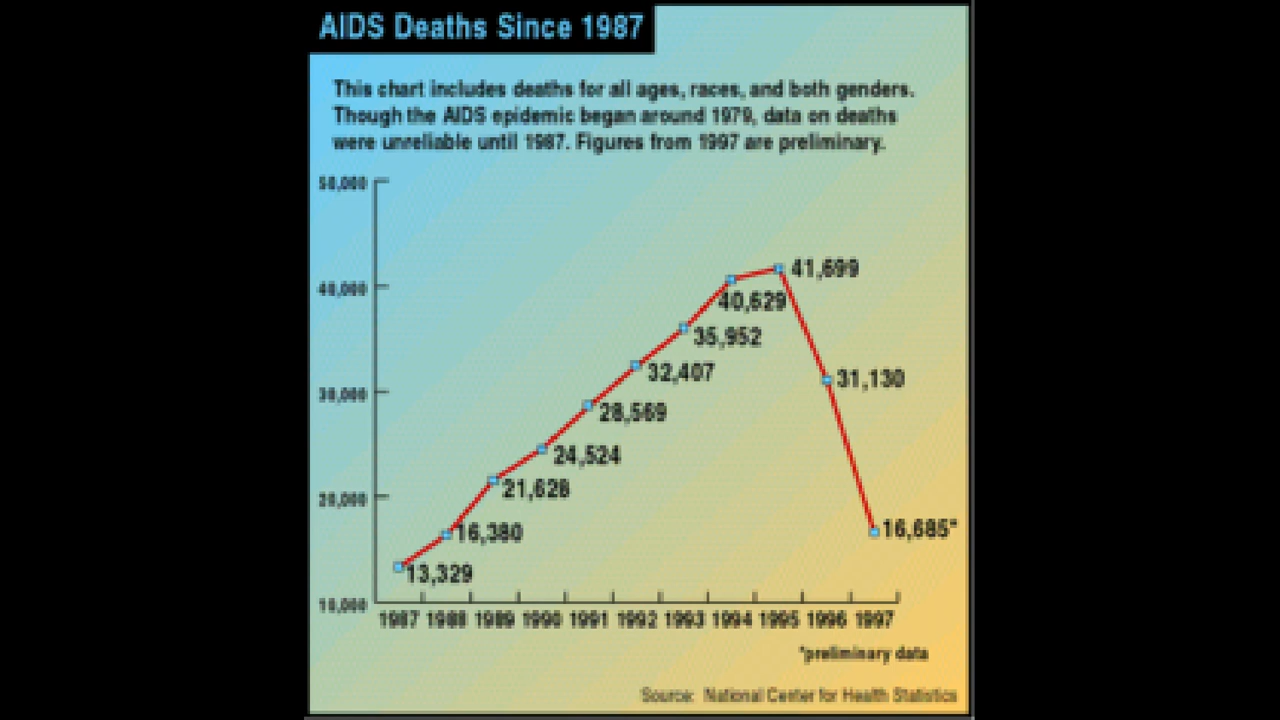 AIDS Deaths Since 1987
This chart includes deaths for all ages, races, and both genders.
Though the AIDS epidemic began around 1979, data on deaths
were unreliable until 1987. Figures from 1997 are preliminary.
50,000
40,000
30,000
20,000
10,000
41,699
40,629
35,952
32,407
31,130
28,569
24,524
21,628
16,380
16,685*
13,329
1987 1988 1989 1990 1991 1992 1993 1994 1995 1996 1997
*preliminary data
Source: National Center for Health Statistics